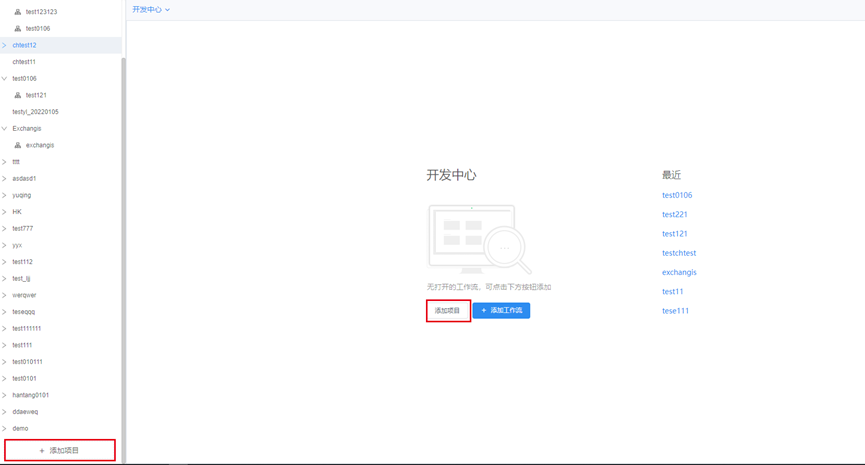 test123123
test0106
chtest12
chtest11
test0106
test121
testyl_20220105
Exchangis
exchangis
asdasd1
yuqing
HK
test777
yyx
test112
test_ljj
werqwer
teseqqq
test111111
test111
test010111
test0101
hantang0101
ddaeweq
demo
+ 添加项目
开发中心
开发中心
无打开的工作流，可点击下方按钮添加
添加项目
+ 添加工作流
最近
test0106
test221
test121
testchtest
exchangis
test11
tese111